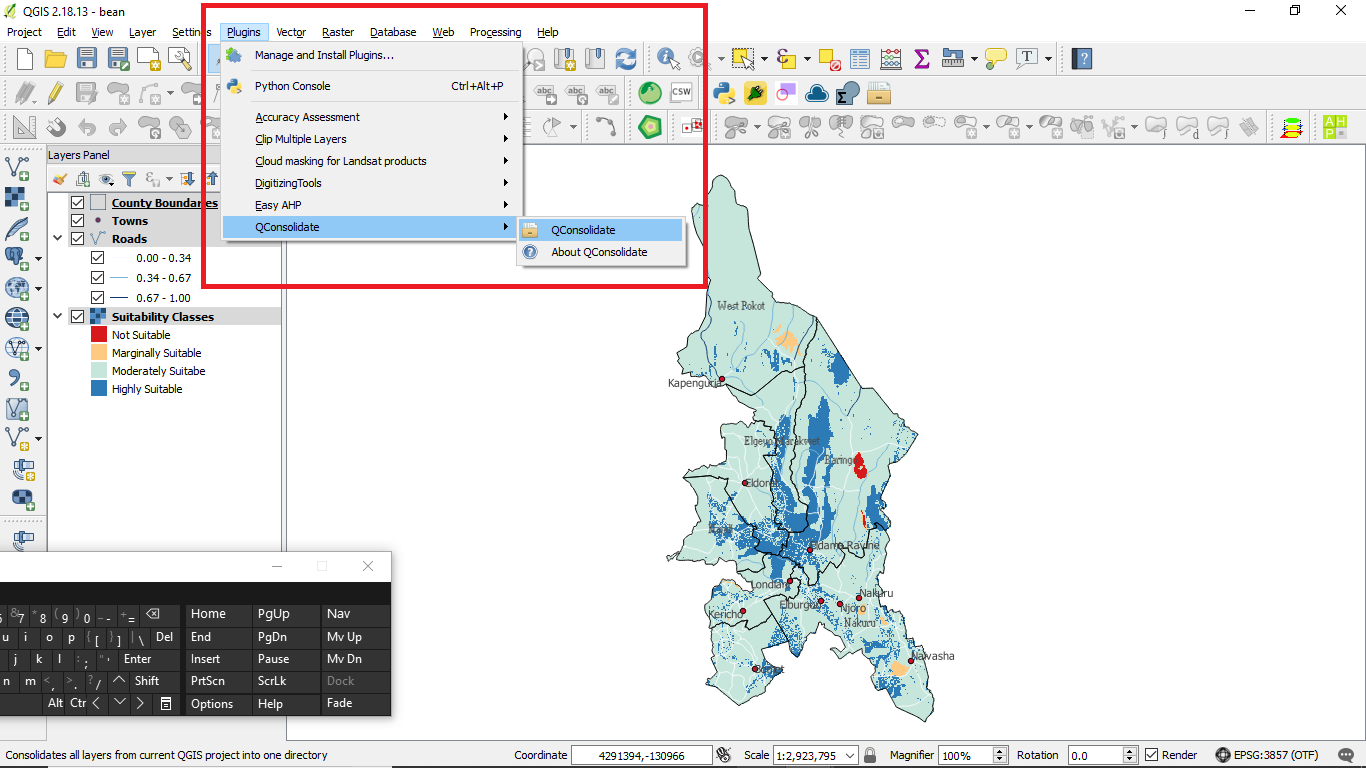 QGIS 2.18.13 - bean
Project Edit View Layer Settings Plugins Vector Raster Database Web Processing Help
Manage and Install Plugins...
Python Console Ctrl+Alt+P
Accuracy Assessment
Clip Multiple Layers
Cloud masking for Landsat products
DigitizingTools
Easy AHP
QConsolidate
QConsolidate
About QConsolidate
abc abc abc CSW
AHP
Layers Panel
County Boundaries
Towns
Roads
0.00 - 0.34
0.34 - 0.67
0.67 - 1.00
Suitability Classes
Not Suitable
Marginally Suitable
Moderately Suitabe
Highly Suitable
West Pokot
Kapenguria
Elgeyo Marakwet
Baringo
Eldoret
Nandi
Eldama Ravine
Londiani
Nakuru
Elburgon
Njoro
Kericho
Nakuru
Naivasha
Bomet
& 7 * 8 ( 9 ) 0 - - + =
Home PgUp Nav
u i o p { [ } ] | \ Del
End PgDn Mv Up
j k l : ; " ' Enter
Insert Pause Mv Dn
n m < , > . ? / Shift
PrtScn ScrLk Dock
Alt Ctr
Options Help Fade
Consolidates all layers from current QGIS project into one directory
Coordinate 4291394,-130966 Scale 1:2,923,795 Magnifier 100% Rotation 0.0 Render EPSG:3857 (OTF)